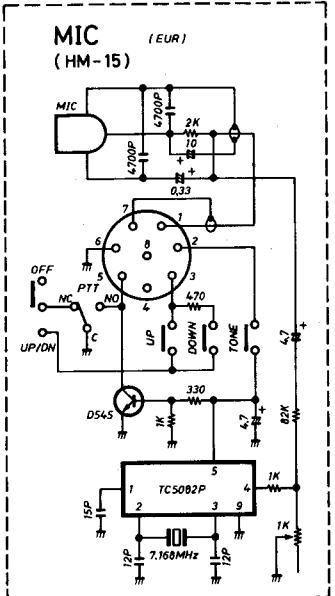 MIC (EUR)
(HM-15)
MIC
4700P
4700P
2K
10
+
+
0,33
7
1
6
8
2
5
3
4
OFF
PTT
NC
NO
C
UP/DN
470
UP
DOWN
TONE
4,7
+
82K
D545
330
1K
4,7
+
5
1
TC5082P
4
1K
2
3
9
15P
12P
7.168MHz
12P
1K